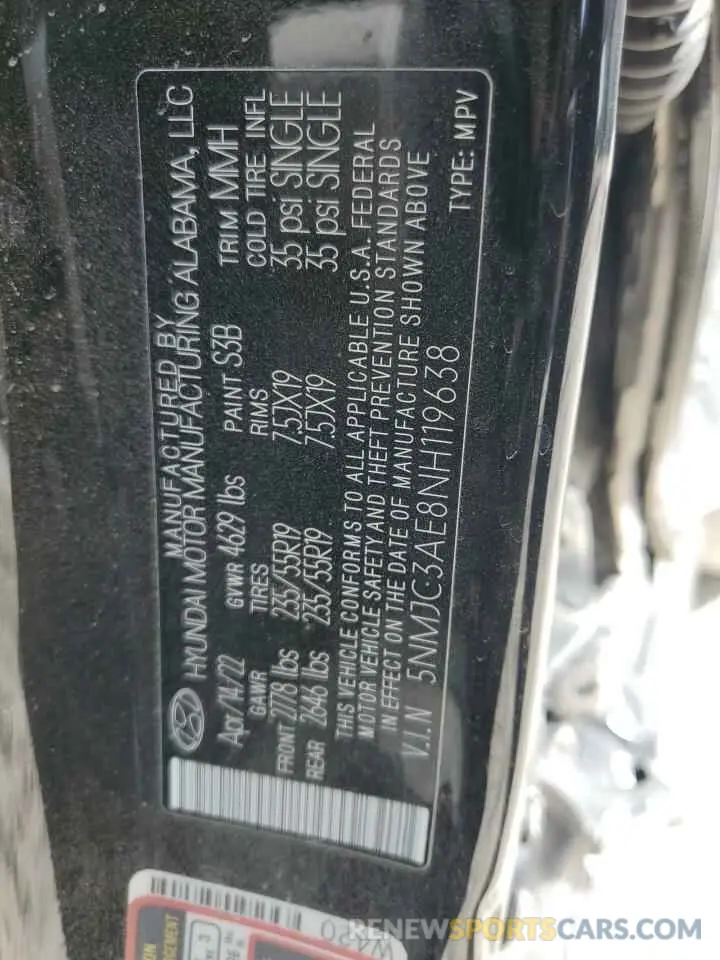 MANUFACTURED BY
HYUNDAI MOTOR MANUFACTURING ALABAMA, LLC
Apr/14/22 GVWR 4629 lbs PAINT S3B TRIM MMH
GAWR TIRES RIMS COLD TIRE INFL
FRONT 2778 lbs 235/55R19 7.5JX19 35 psi SINGLE
REAR 2646 lbs 235/55R19 7.5JX19 35 psi SINGLE
THIS VEHICLE CONFORMS TO ALL APPLICABLE U.S.A. FEDERAL
MOTOR VEHICLE SAFETY AND THEFT PREVENTION STANDARDS
IN EFFECT ON THE DATE OF MANUFACTURE SHOWN ABOVE
V.I.N 5NMJC3AE8NH119638 TYPE: MPV
RENEWSPORTSCARS.COM